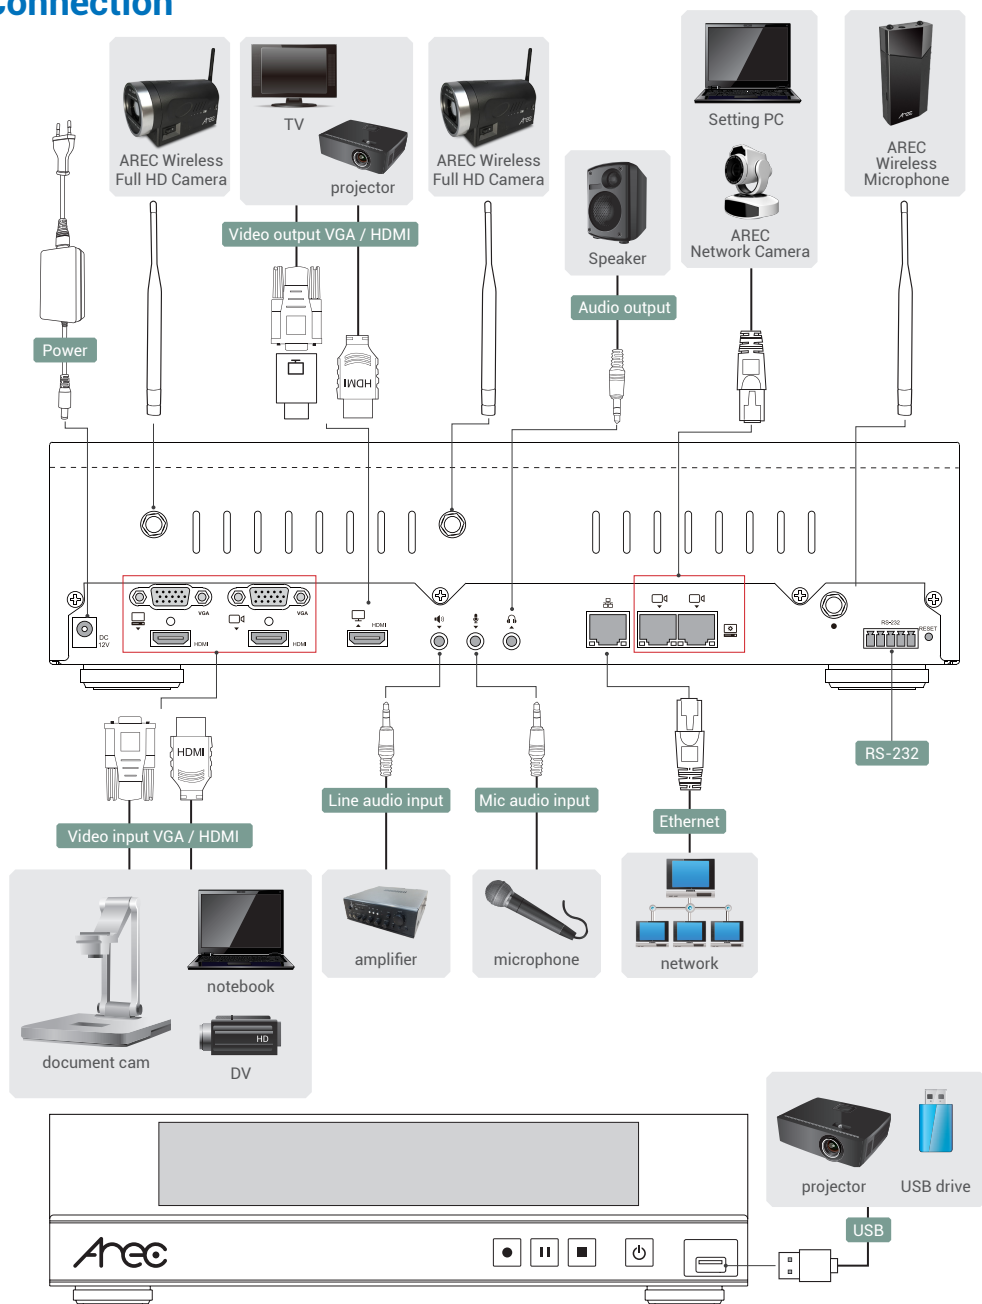 Connection
AREC Wireless
Full HD Camera
TV
projector
AREC Wireless
Full HD Camera
Setting PC
AREC
Network Camera
AREC
Wireless
Microphone
Speaker
Video output VGA / HDMI
Audio output
Power
HDMI
VGA
VGA
HDMI
HDMI
HDMI
DC
12V
RS-232
RESET
HDMI
RS-232
Line audio input
Mic audio input
Ethernet
Video input VGA / HDMI
amplifier
microphone
network
notebook
HD
document cam
DV
projector
USB drive
USB
Arec